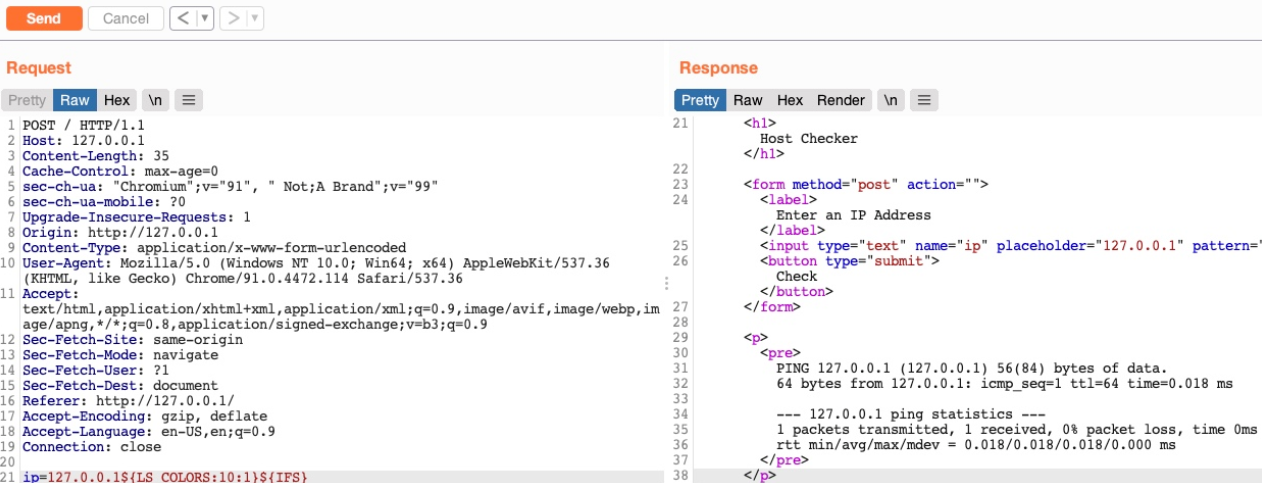 Send
Cancel
<
>
Request
Response
Pretty Raw Hex \n
Pretty Raw Hex Render \n
1 POST / HTTP/1.1
2 Host: 127.0.0.1
3 Content-Length: 35
4 Cache-Control: max-age=0
5 sec-ch-ua: "Chromium";v="91", " Not;A Brand";v="99"
6 sec-ch-ua-mobile: ?0
7 Upgrade-Insecure-Requests: 1
8 Origin: http://127.0.0.1
9 Content-Type: application/x-www-form-urlencoded
10 User-Agent: Mozilla/5.0 (Windows NT 10.0; Win64; x64) AppleWebKit/537.36
(KHTML, like Gecko) Chrome/91.0.4472.114 Safari/537.36
11 Accept:
text/html,application/xhtml+xml,application/xml;q=0.9,image/avif,image/webp,im
age/apng,*/*;q=0.8,application/signed-exchange;v=b3;q=0.9
12 Sec-Fetch-Site: same-origin
13 Sec-Fetch-Mode: navigate
14 Sec-Fetch-User: ?1
15 Sec-Fetch-Dest: document
16 Referer: http://127.0.0.1/
17 Accept-Encoding: gzip, deflate
18 Accept-Language: en-US,en;q=0.9
19 Connection: close
20
21 ip=127.0.0.1${LS_COLORS:10:1}${IFS}
21 <h1>
Host Checker
</h1>
22
23 <form method="post" action="">
24 <label>
Enter an IP Address
</label>
25 <input type="text" name="ip" placeholder="127.0.0.1" pattern="
26 <button type="submit">
Check
</button>
27 </form>
28
29 <p>
30 <pre>
31 PING 127.0.0.1 (127.0.0.1) 56(84) bytes of data.
32 64 bytes from 127.0.0.1: icmp_seq=1 ttl=64 time=0.018 ms
33
34 --- 127.0.0.1 ping statistics ---
35 1 packets transmitted, 1 received, 0% packet loss, time 0ms
36 rtt min/avg/max/mdev = 0.018/0.018/0.018/0.000 ms
37 </pre>
38 </p>